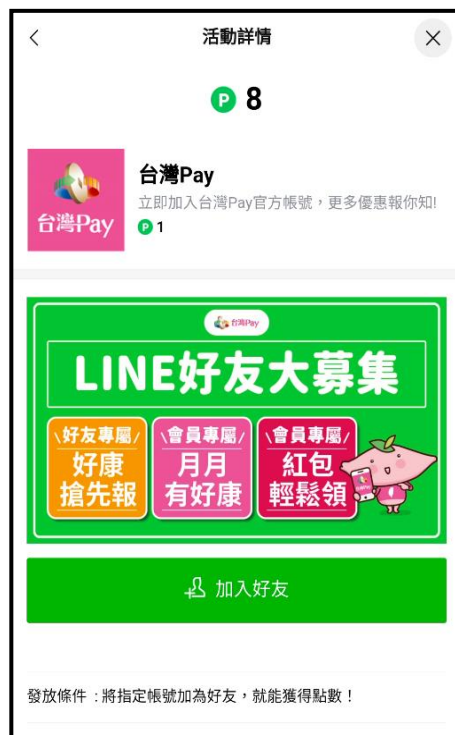 活動詳情
P 8
台灣Pay
台灣Pay
立即加入台灣Pay官方帳號，更多優惠報你知!
P 1
台灣Pay
LINE好友大募集
\好友專屬/
好康
搶先報
\會員專屬/
月月
有好康
\會員專屬/
紅包
輕鬆領
加入好友
發放條件 : 將指定帳號加為好友，就能獲得點數！